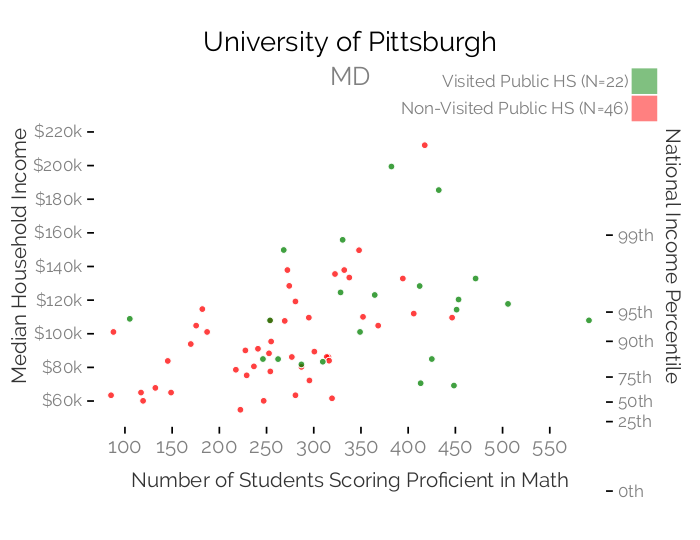 University of Pittsburgh
MD
Visited Public HS (N=22)
Non-Visited Public HS (N=46)
Median Household Income
$220k
$200k
$180k
$160k
$140k
$120k
$100k
$80k
$60k
National Income Percentile
99th
95th
90th
75th
50th
25th
0th
100 150 200 250 300 350 400 450 500 550
Number of Students Scoring Proficient in Math